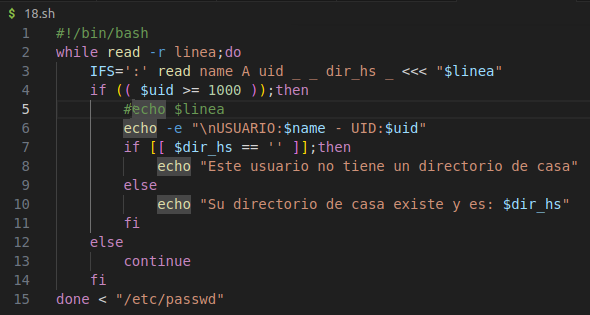 $ 18.sh
1 #!/bin/bash
2 while read -r linea;do
3     IFS=':' read name A uid _ _ dir_hs _ <<< "$linea"
4     if (( $uid >= 1000 ));then
5         #echo $linea
6         echo -e "\nUSUARIO:$name - UID:$uid"
7         if [[ $dir_hs == '' ]];then
8             echo "Este usuario no tiene un directorio de casa"
9         else
10             echo "Su directorio de casa existe y es: $dir_hs"
11         fi
12     else
13         continue
14     fi
15 done < "/etc/passwd"